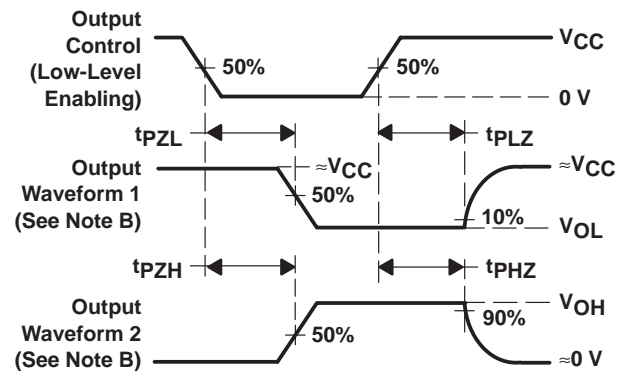 Output
Control
(Low-Level
Enabling)
50%
50%
VCC
0 V
tPZL
tPLZ
Output
Waveform 1
(See Note B)
≈VCC
50%
≈VCC
10%
VOL
tPZH
tPHZ
Output
Waveform 2
(See Note B)
50%
VOH
90%
≈0 V